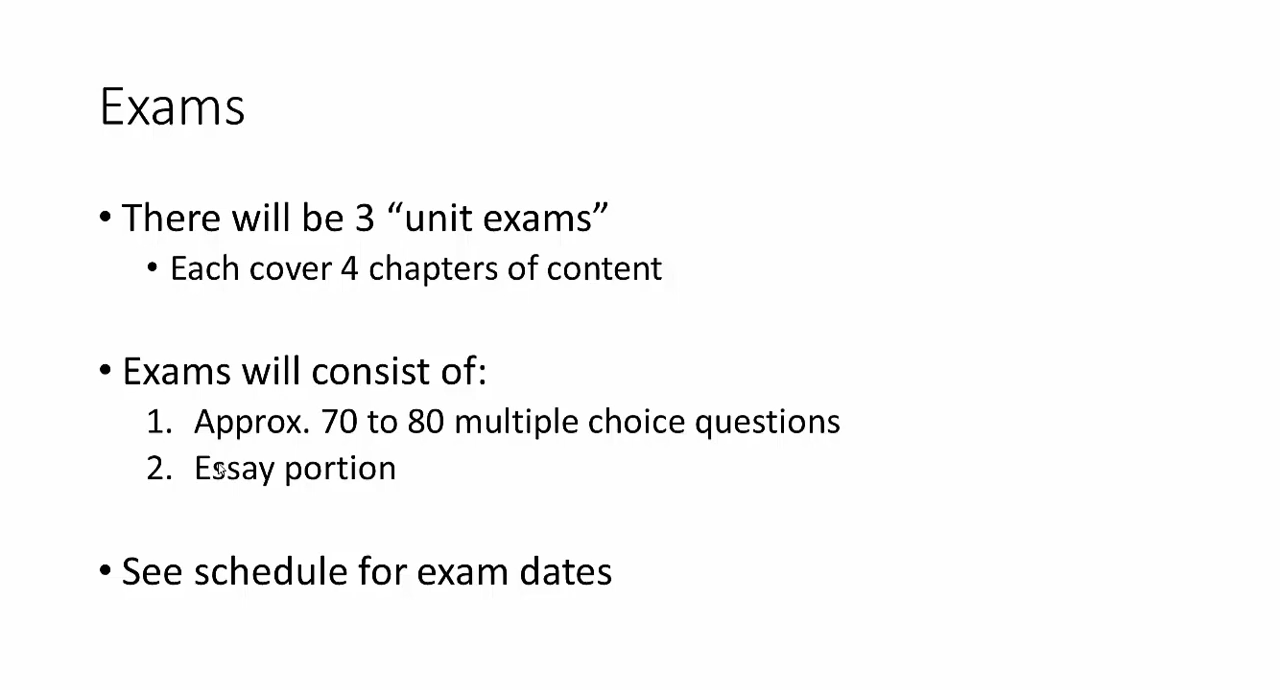 Exams
• There will be 3 “unit exams”
• Each cover 4 chapters of content
• Exams will consist of:
1. Approx. 70 to 80 multiple choice questions
2. Essay portion
• See schedule for exam dates